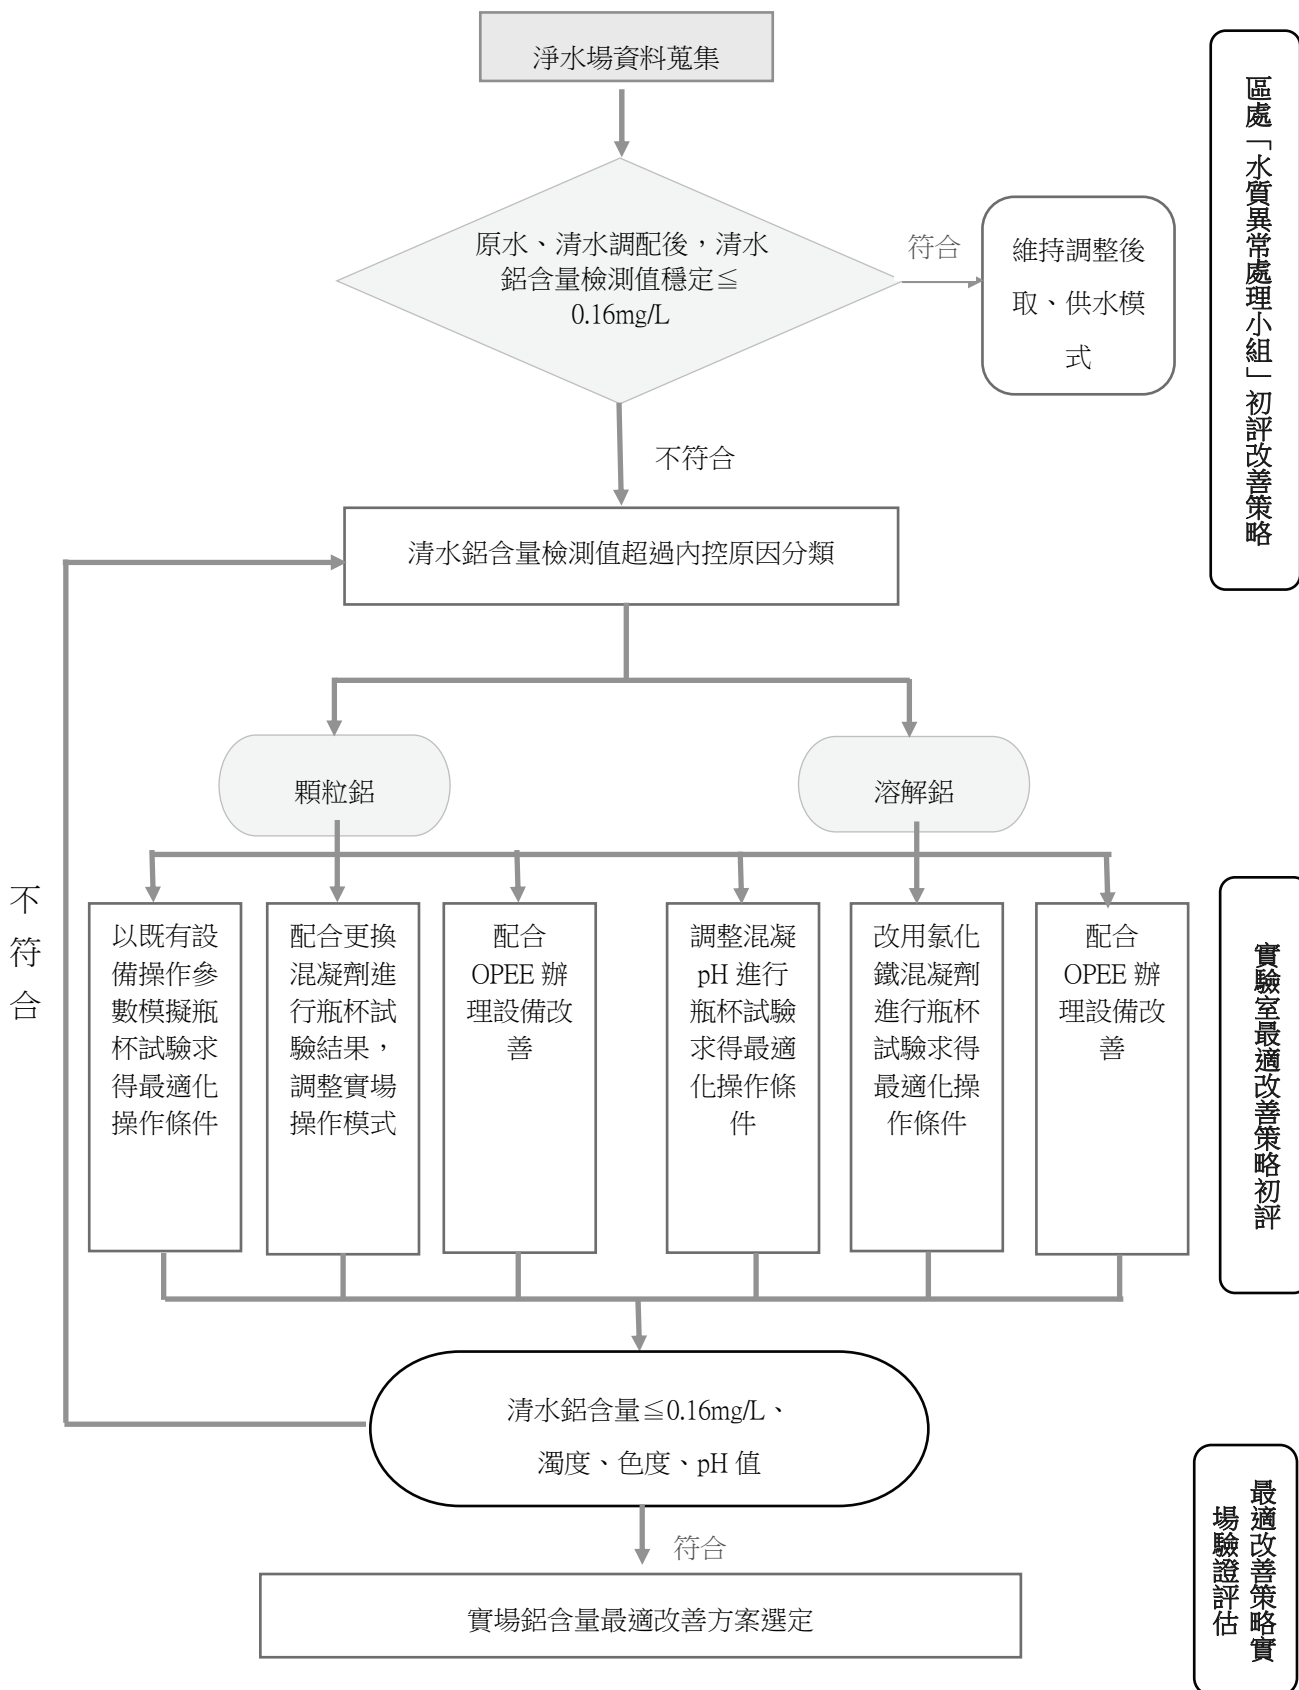 淨水場資料蒐集
原水、清水調配後，清水
鋁含量檢測值穩定≦
0.16mg/L
符合
維持調整後
取、供水模
式
區處「水質異常處理小組」初評改善策略
不符合
清水鋁含量檢測值超過內控原因分類
顆粒鋁
溶解鋁
不符合
以既有設
備操作參
數模擬瓶
杯試驗求
得最適化
操作條件
配合更換
混凝劑進
行瓶杯試
驗結果，
調整實場
操作模式
配合
OPEE 辦
理設備改
善
調整混凝
pH 進行
瓶杯試驗
求得最適
化操作條
件
改用氯化
鐵混凝劑
進行瓶杯
試驗求得
最適化操
作條件
配合
OPEE 辦
理設備改
善
實驗室最適改善策略初評
清水鋁含量≦0.16mg/L、
濁度、色度、pH 值
符合
實場鋁含量最適改善方案選定
最適改善策略實
場驗證評估